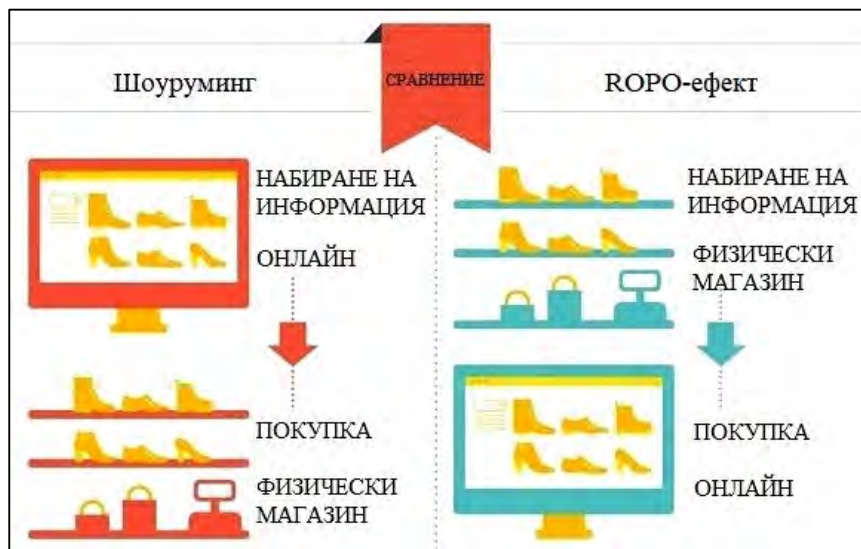 СРАВНЕНИЕ
Шоуруминг
НАБИРАНЕ НА
ИНФОРМАЦИЯ
ОНЛАЙН
ПОКУПКА
ФИЗИЧЕСКИ
МАГАЗИН
ROPO-ефект
НАБИРАНЕ НА
ИНФОРМАЦИЯ
ФИЗИЧЕСКИ
МАГАЗИН
ПОКУПКА
ОНЛАЙН